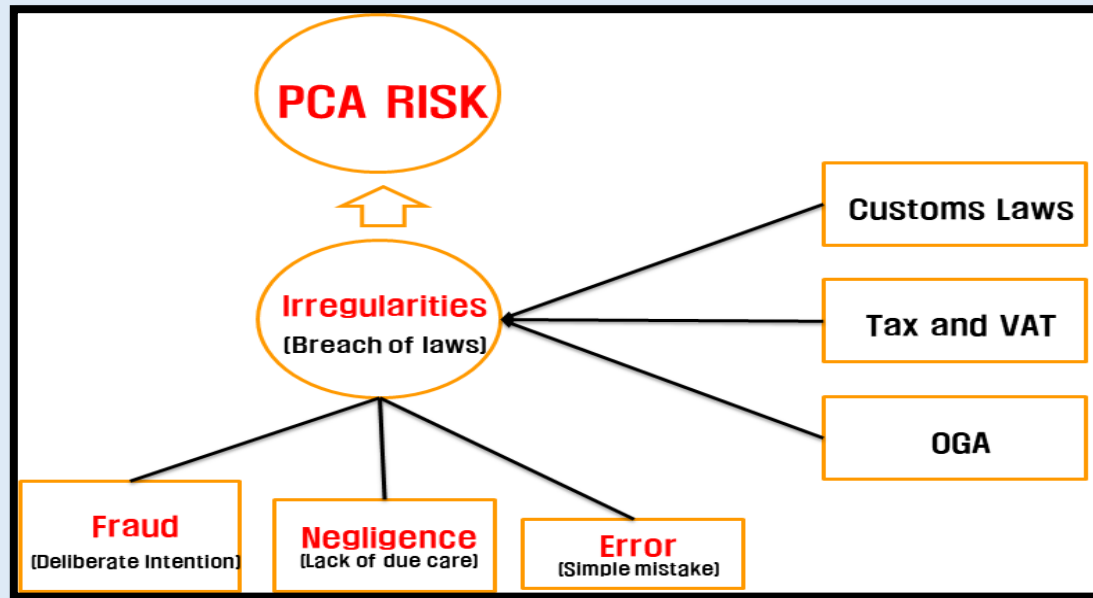 PCA RISK
Customs Laws
Irregularities
(Breach of laws)
Tax and VAT
OGA
Fraud
(Deliberate Intention)
Negligence
(Lack of due care)
Error
(Simple mistake)